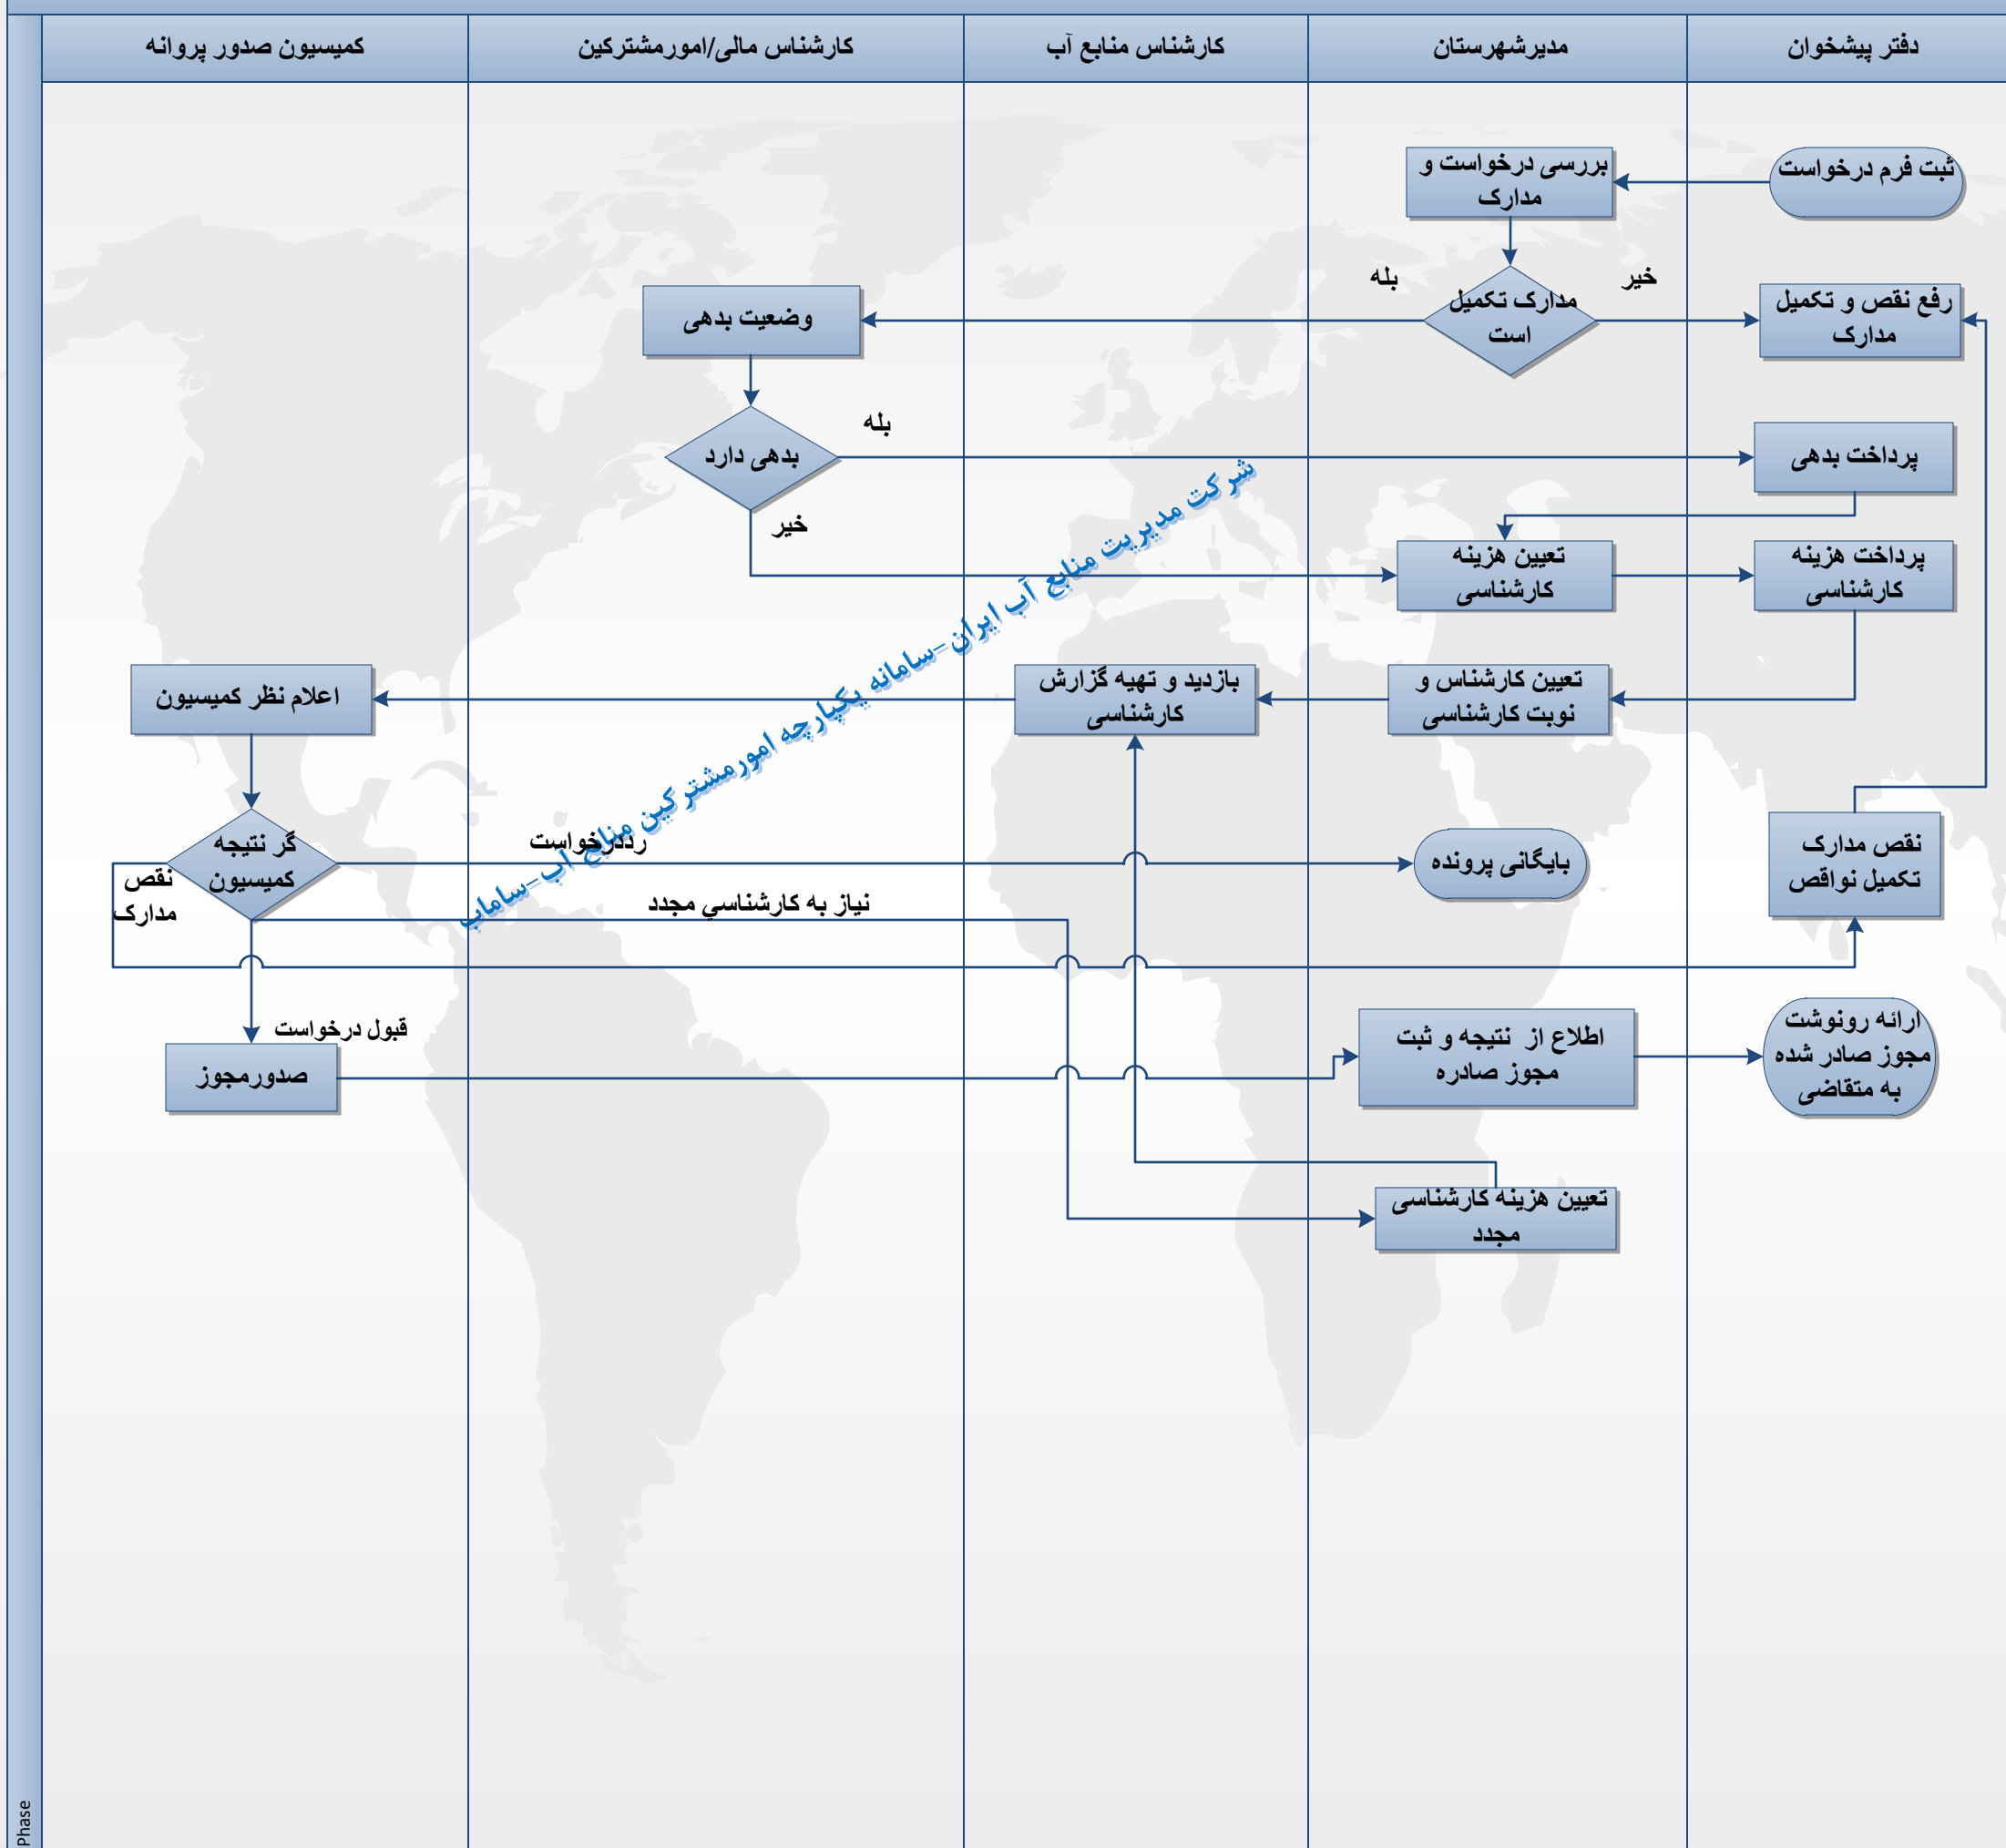 دفتر پیشخوان
مدیرشهرستان
کارشناس منابع آب
کارشناس مالی/امورمشترکین
کمیسیون صدور پروانه
ثبت فرم درخواست
بررسی درخواست و
مدارک
خیر
بله
رفع نقص و تکمیل
مدارک
مدارک تکمیل
است
وضعیت بدهی
بله
پرداخت بدهی
بدهی دارد
خیر
پرداخت هزینه
کارشناسی
تعیین هزینه
کارشناسی
شرکت مدیریت منابع آب ایران-سامانه یکپارچه امورمشترکین منابع آب-ساماب
تعیین کارشناس و
نوبت کارشناسی
بازدید و تهیه گزارش
کارشناسی
اعلام نظر کمیسیون
نقص مدارک
تکمیل نواقص
بایگانی پرونده
رددرخواست
گر نتیجه
کمیسیون
نقص
مدارک
نیاز به کارشناسي مجدد
ارائه رونوشت
مجوز صادر شده
به متقاضی
اطلاع از نتیجه و ثبت
مجوز صادره
قبول درخواست
صدورمجوز
تعیین هزینه کارشناسی
مجدد
Phase